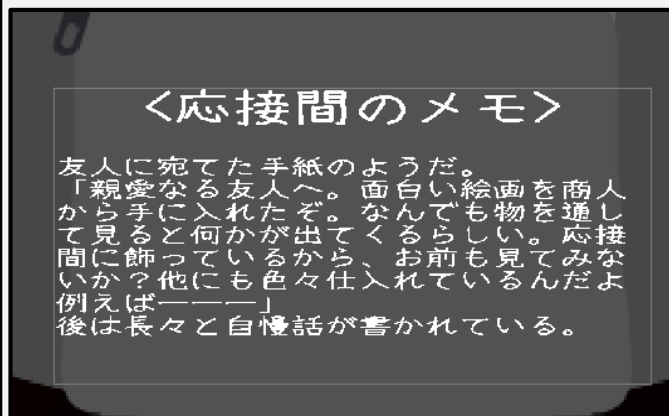 <応接間のメモ>
友人に宛てた手紙のようだ。
「親愛なる友人へ。面白い絵画を商人
から手に入れたぞ。なんでも物を通し
て見ると何かが出てくるらしい。応接
間に飾っているから、お前も見てみな
いか？他にも色々仕入れているんだよ
例えば━━━」
後は長々と自慢話が書かれている。